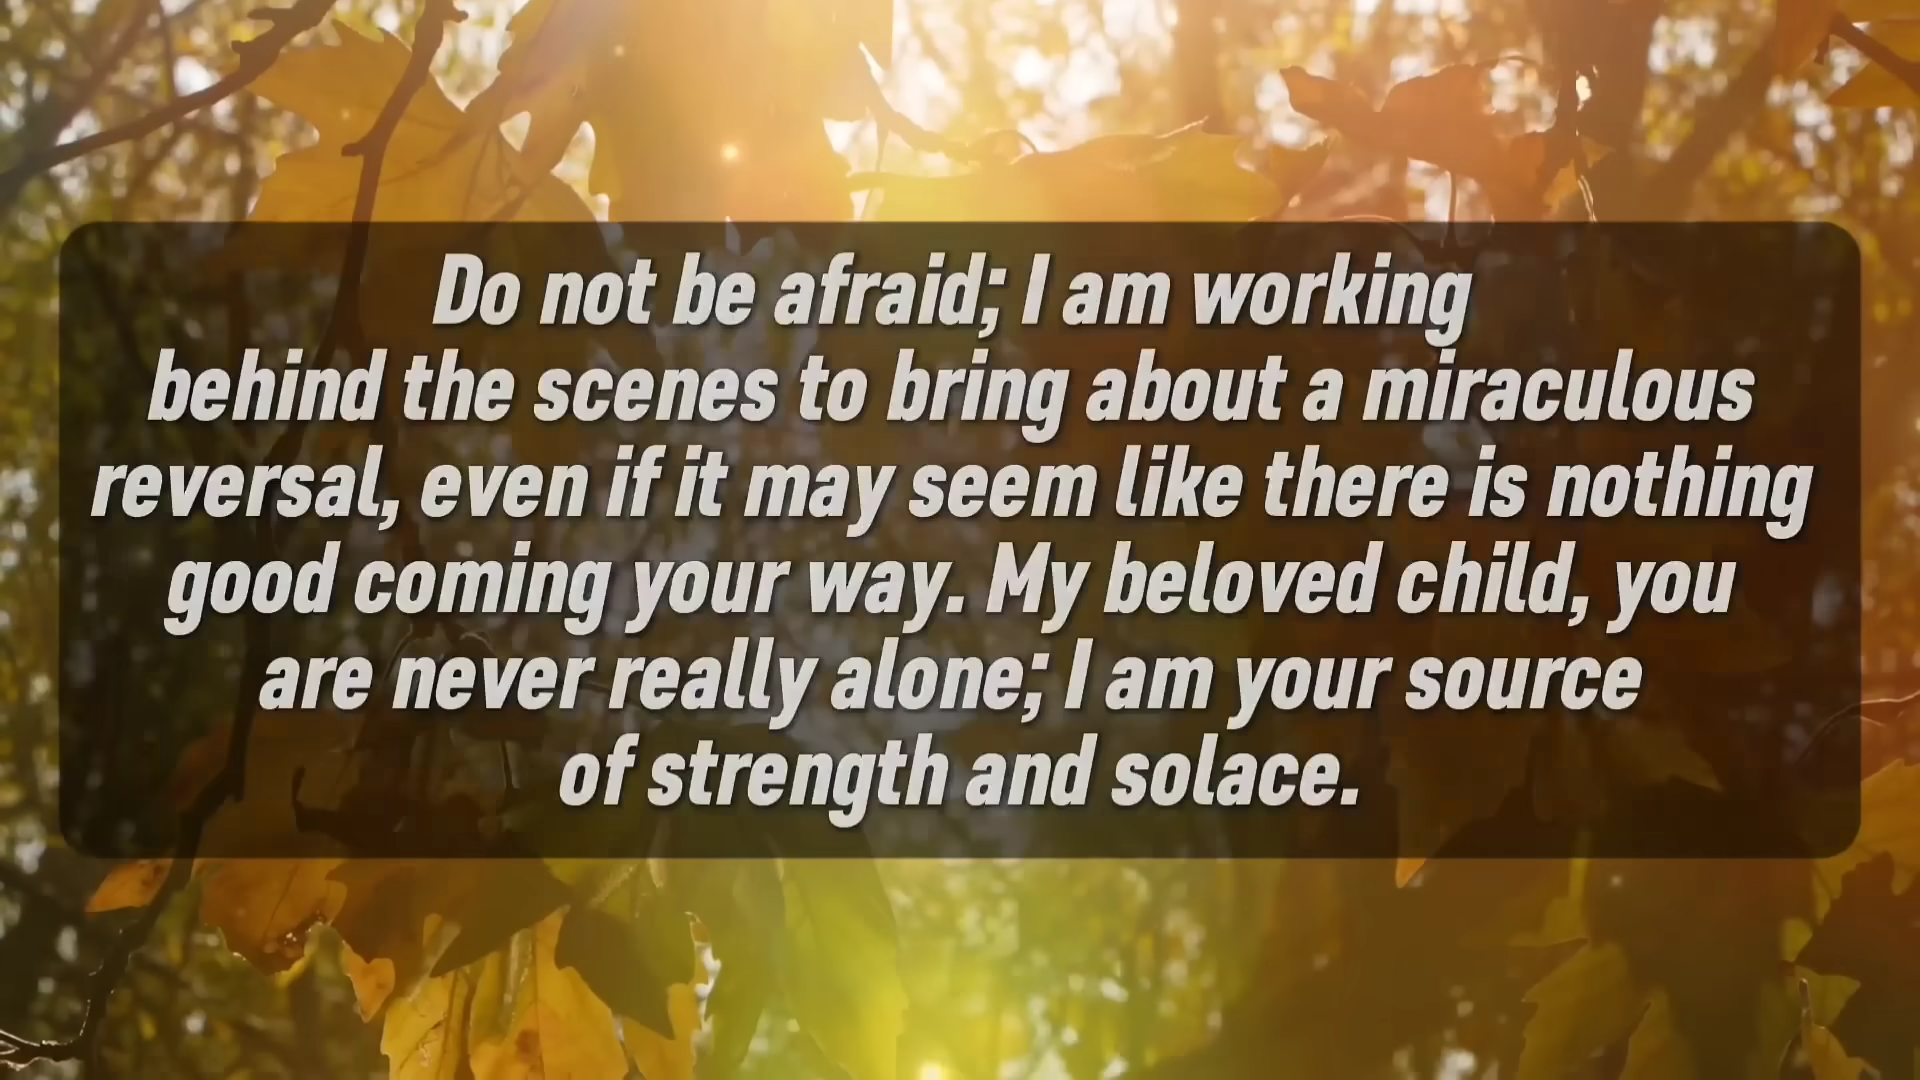 Do not be afraid; I am working
behind the scenes to bring about a miraculous
reversal, even if it may seem like there is nothing
good coming your way. My beloved child, you
are never really alone; I am your source
of strength and solace.